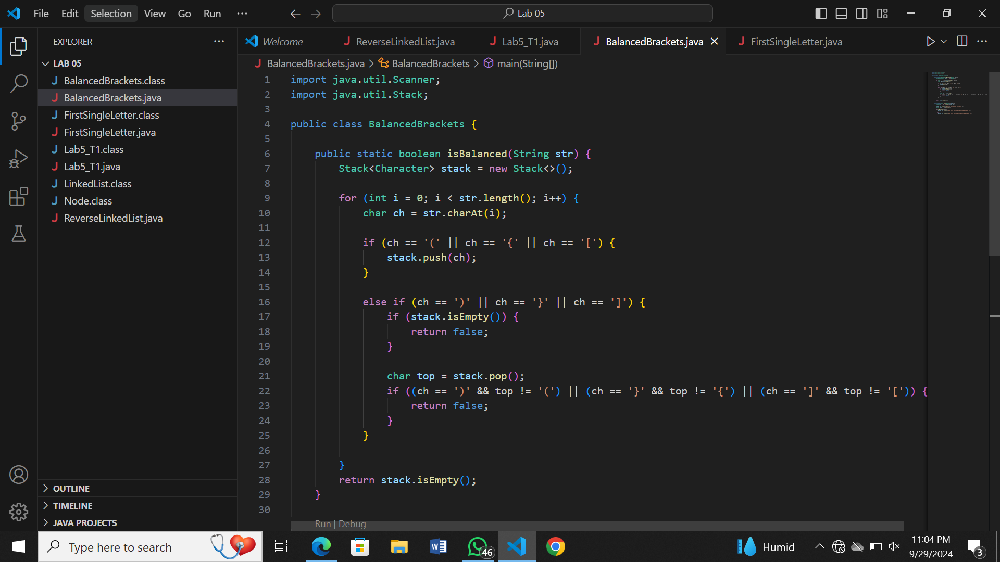 File Edit Selection View Go Run ··· Lab 05
EXPLORER ···
LAB 05
BalancedBrackets.class
BalancedBrackets.java
FirstSingleLetter.class
FirstSingleLetter.java
Lab5_T1.class
Lab5_T1.java
LinkedList.class
Node.class
ReverseLinkedList.java
OUTLINE
TIMELINE
JAVA PROJECTS
Welcome ReverseLinkedList.java Lab5_T1.java BalancedBrackets.java FirstSingleLetter.java
BalancedBrackets.java > BalancedBrackets > main(String[])
1 import java.util.Scanner;
2 import java.util.Stack;
3
4 public class BalancedBrackets {
5
6     public static boolean isBalanced(String str) {
7         Stack<Character> stack = new Stack<>();
8
9         for (int i = 0; i < str.length(); i++) {
10             char ch = str.charAt(i);
11
12             if (ch == '(' || ch == '{' || ch == '[') {
13                 stack.push(ch);
14             }
15
16             else if (ch == ')' || ch == '}' || ch == ']') {
17                 if (stack.isEmpty()) {
18                     return false;
19                 }
20
21                 char top = stack.pop();
22                 if ((ch == ')' && top != '(') || (ch == '}' && top != '{') || (ch == ']' && top != '[')) {
23                     return false;
24                 }
25             }
26
27         }
28         return stack.isEmpty();
29     }
30
Run | Debug
Type here to search
46
Humid
11:04 PM
9/29/2024
3